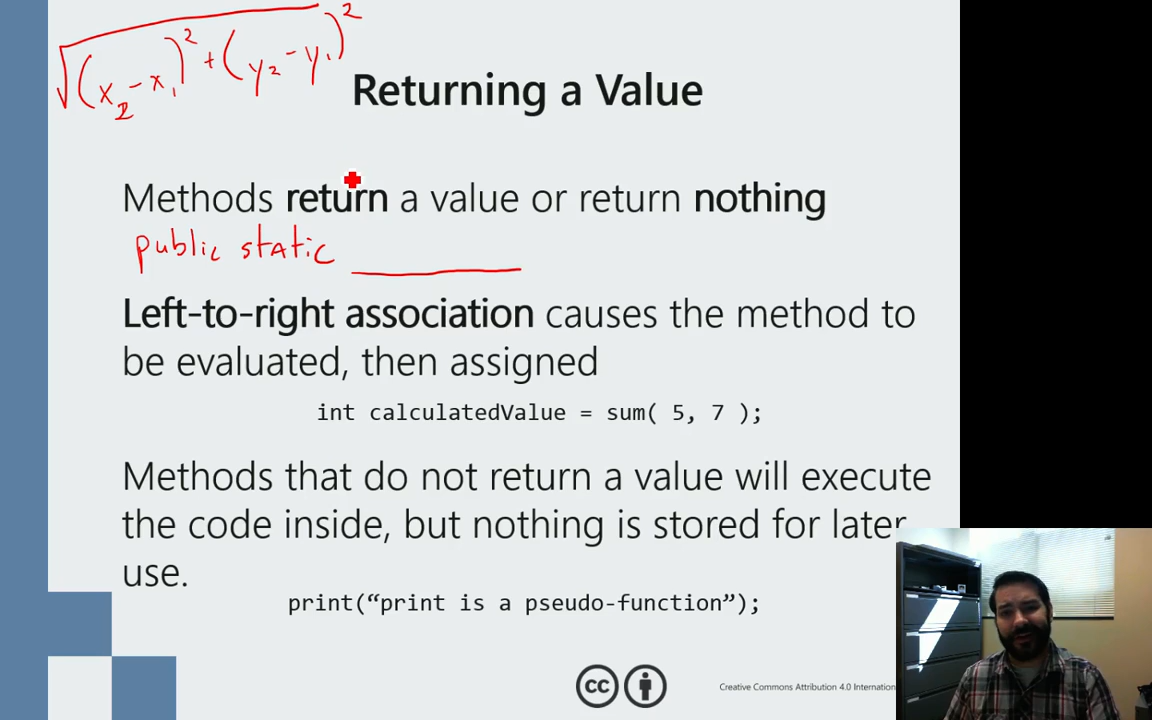 √(x₂-x₁)²+(y₂-y₁)²
Returning a Value
Methods return a value or return nothing
public static
Left-to-right association causes the method to
be evaluated, then assigned
int calculatedValue = sum( 5, 7 );
Methods that do not return a value will execute
the code inside, but nothing is stored for later
use.
print(“print is a pseudo-function”);
cc
Creative Commons Attribution 4.0 Internation